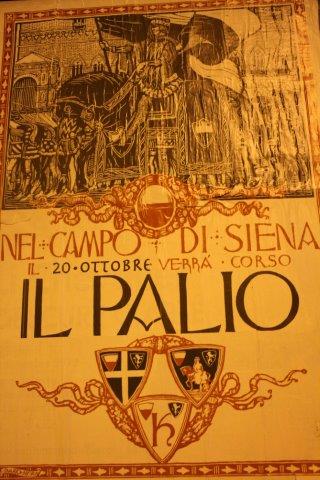 NEL · CAMPO · DI · SIENA
IL · 20 · OTTOBRE VERRÀ CORSO
IL PALIO
h